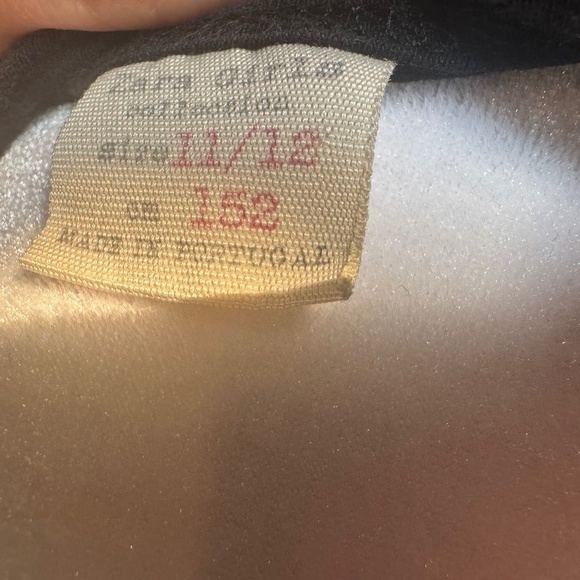 Zara Girls
collection
size 11/12
cm 152
MADE IN PORTUGAL